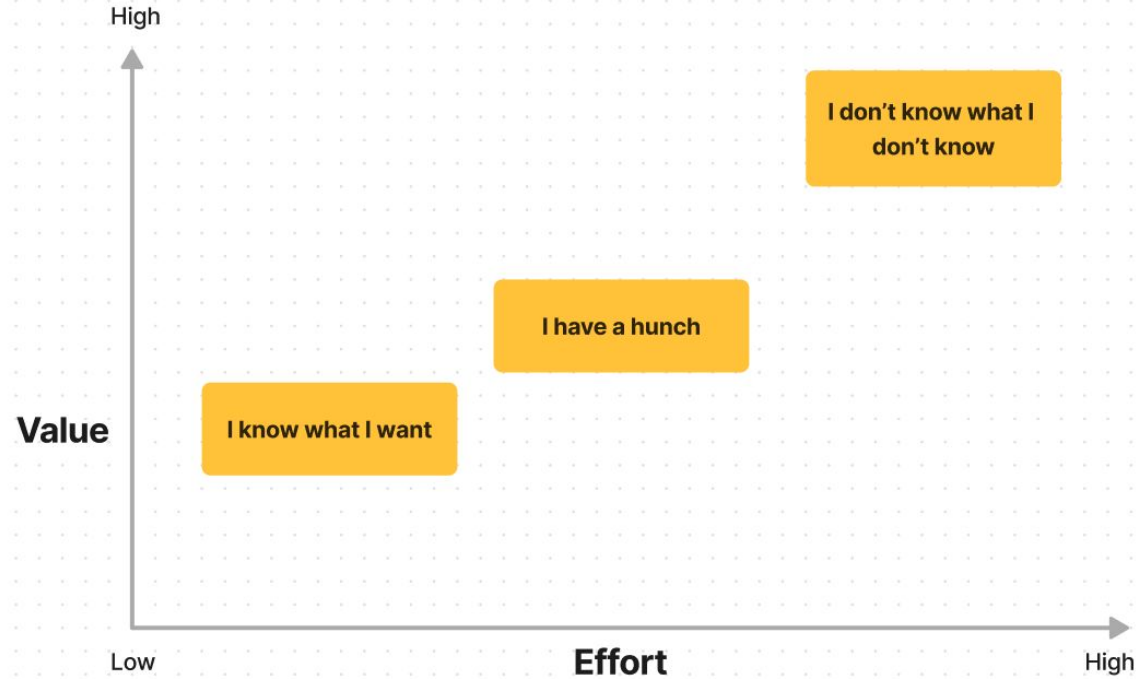 High
I don’t know what I
don’t know
I have a hunch
I know what I want
Value
Low
Effort
High